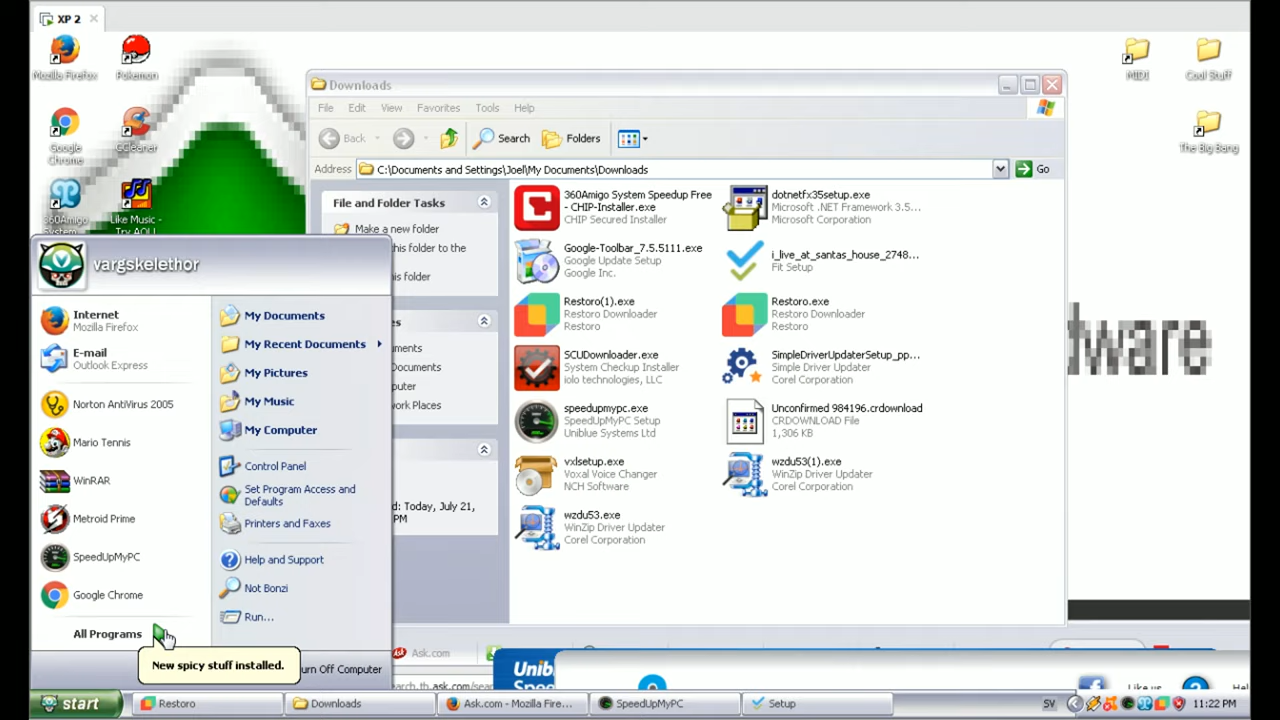 XP 2
Mozilla Firefox
Pokemon
Google
Chrome
CCleaner
360Amigo
System
Like Music -
Try AOL!
MIDI
Cool Stuff
The Big Bang
dware
Downloads
File Edit View Favorites Tools Help
Back
Search
Folders
Address
C:\Documents and Settings\Joel\My Documents\Downloads
Go
File and Folder Tasks
Make a new folder
this folder to the
his folder
es
uments
Documents
puter
ork Places
d: Today, July 21,
PM
360Amigo System Speedup Free
- CHIP-Installer.exe
CHIP Secured Installer
dotnetfx35setup.exe
Microsoft .NET Framework 3.5...
Microsoft Corporation
Google-Toolbar_7.5.5111.exe
Google Update Setup
Google Inc.
i_live_at_santas_house_2748...
Fit Setup
Restoro(1).exe
Restoro Downloader
Restoro
Restoro.exe
Restoro Downloader
Restoro
SCUDownloader.exe
System Checkup Installer
iolo technologies, LLC
SimpleDriverUpdaterSetup_pp...
Simple Driver Updater
Corel Corporation
speedupmypc.exe
SpeedUpMyPC Setup
Uniblue Systems Ltd
Unconfirmed 984196.crdownload
CRDOWNLOAD File
1,306 KB
vxlsetup.exe
Voxal Voice Changer
NCH Software
wzdu53(1).exe
WinZip Driver Updater
Corel Corporation
wzdu53.exe
WinZip Driver Updater
Corel Corporation
vargskelethor
Internet
Mozilla Firefox
E-mail
Outlook Express
Norton AntiVirus 2005
Mario Tennis
WinRAR
Metroid Prime
SpeedUpMyPC
Google Chrome
All Programs
My Documents
My Recent Documents
My Pictures
My Music
My Computer
Control Panel
Set Program Access and
Defaults
Printers and Faxes
Help and Support
Not Bonzi
Run...
New spicy stuff installed.
urn Off Computer
Ask.com
search.tb.ask.com/sea
Unib
Spe
Like us
Hel
start
Restoro
Downloads
Ask.com - Mozilla Fire...
SpeedUpMyPC
Setup
SV
11:22 PM